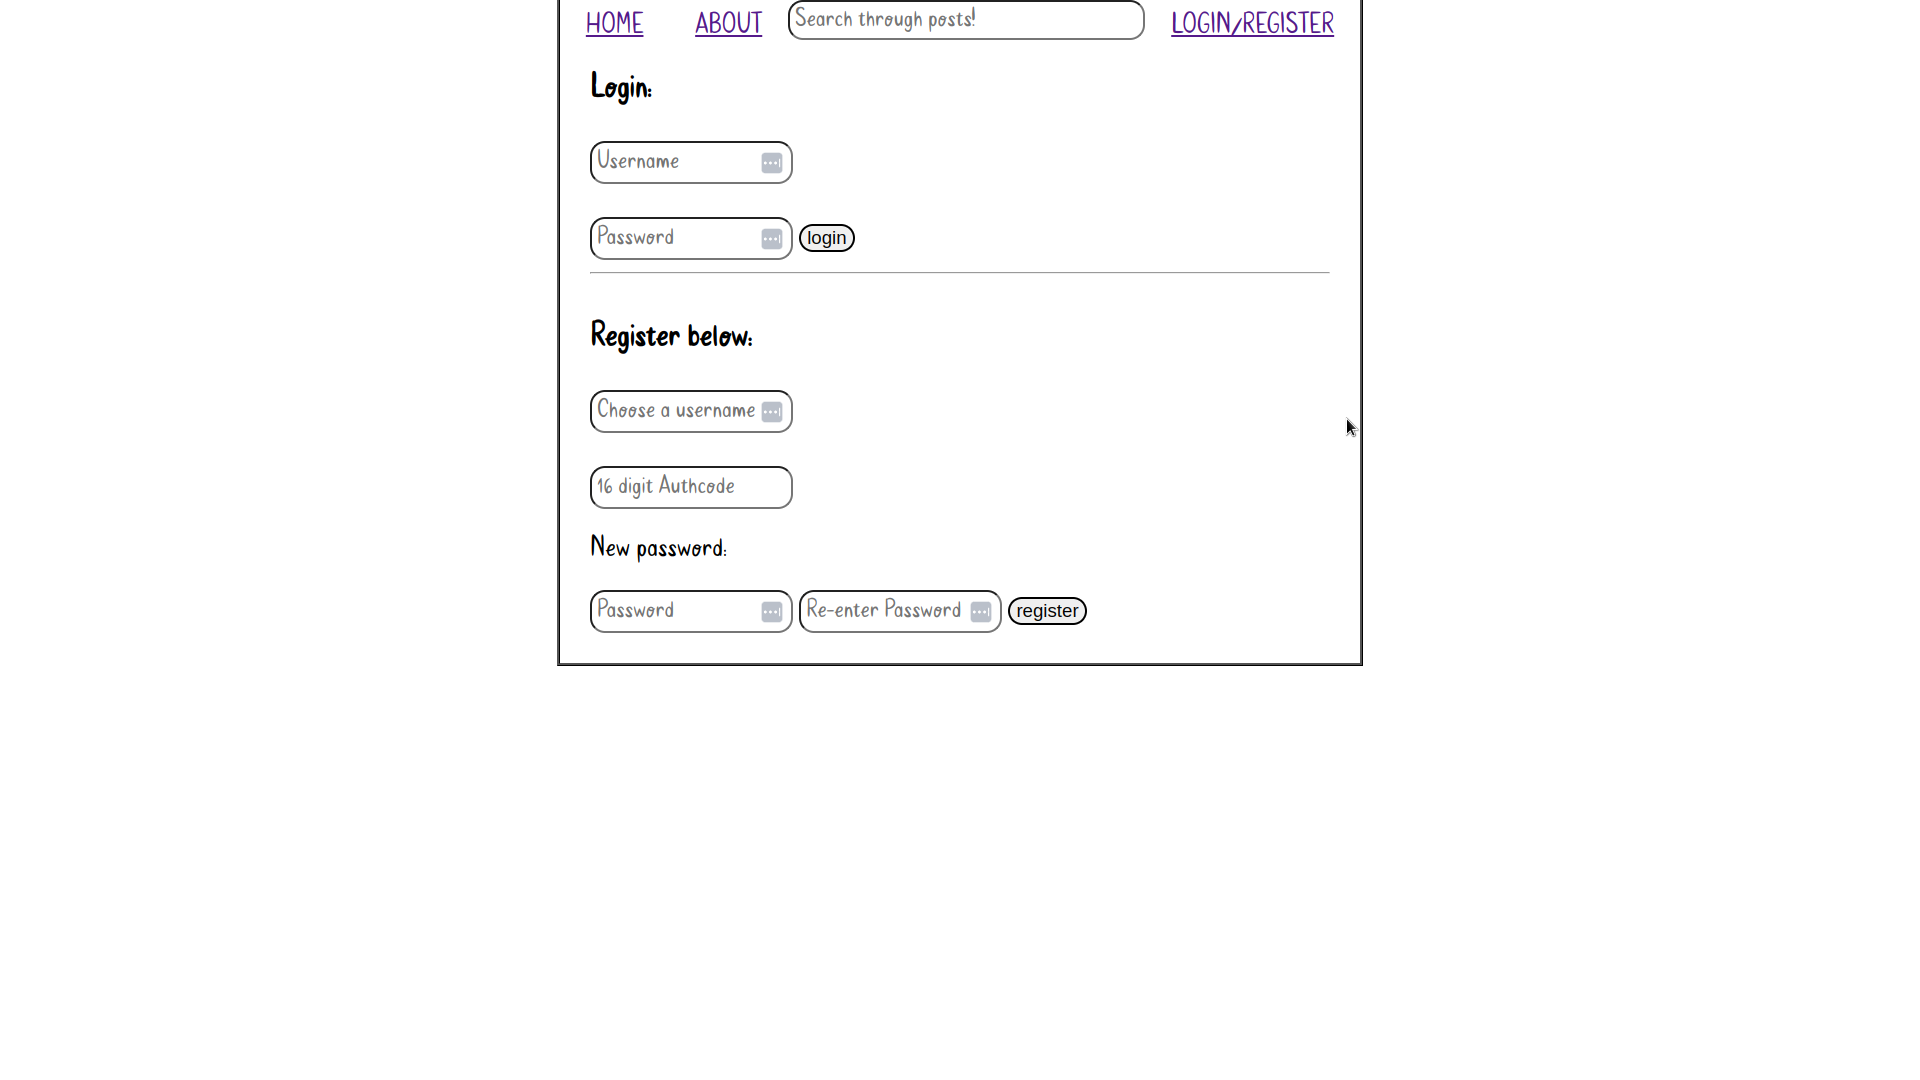 HOME ABOUT Search through posts! LOGIN/REGISTER
Login:
Username
Password login
Register below:
Choose a username
16 digit Authcode
New password:
Password Re-enter Password register